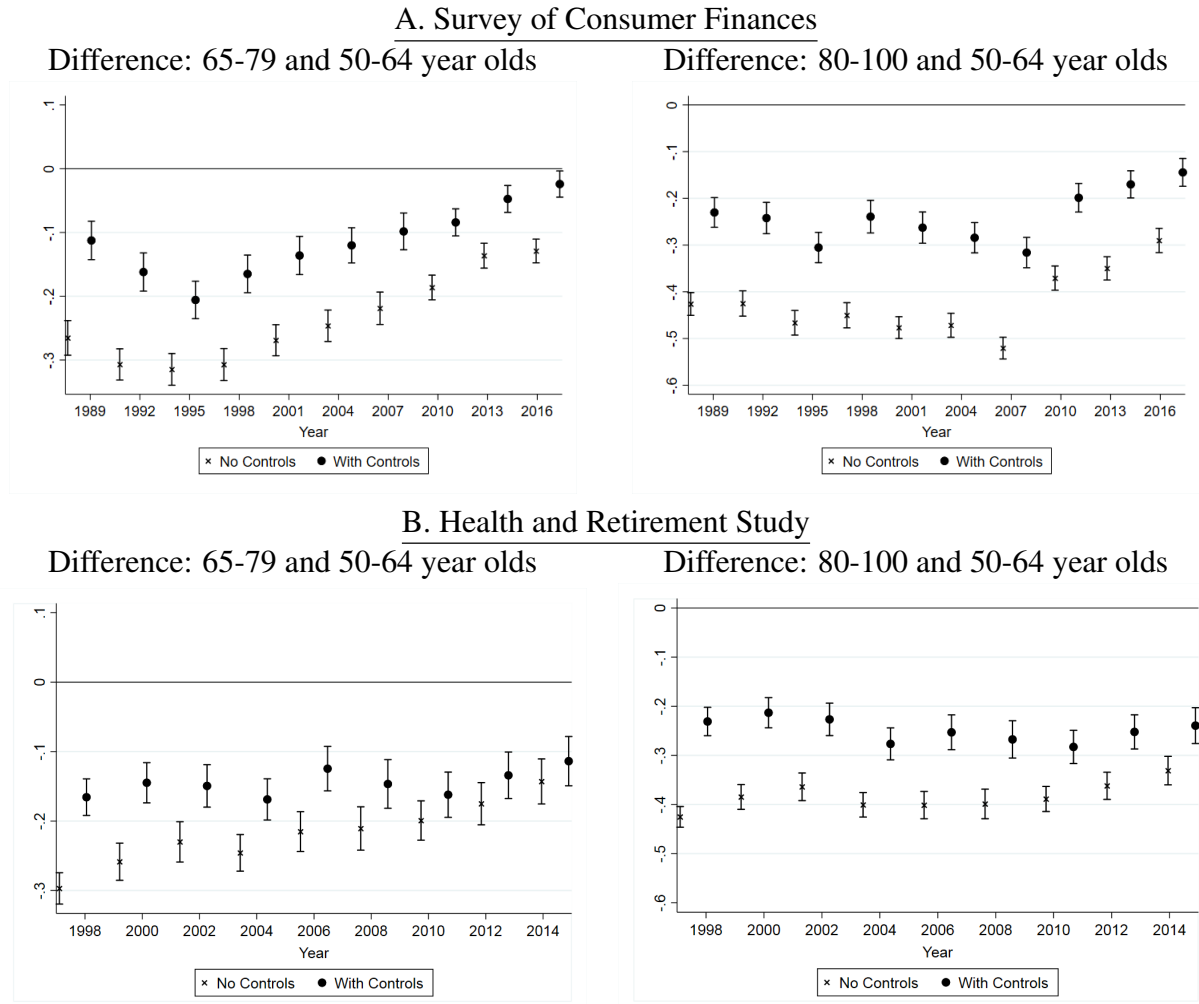 A. Survey of Consumer Finances
Difference: 65-79 and 50-64 year olds
.1
0
-.1
-.2
-.3
1989 1992 1995 1998 2001 2004 2007 2010 2013 2016
Year
× No Controls ● With Controls
Difference: 80-100 and 50-64 year olds
0
-.1
-.2
-.3
-.4
-.5
-.6
1989 1992 1995 1998 2001 2004 2007 2010 2013 2016
Year
× No Controls ● With Controls
B. Health and Retirement Study
Difference: 65-79 and 50-64 year olds
.1
0
-.1
-.2
-.3
1998 2000 2002 2004 2006 2008 2010 2012 2014
Year
× No Controls ● With Controls
Difference: 80-100 and 50-64 year olds
0
-.1
-.2
-.3
-.4
-.5
-.6
1998 2000 2002 2004 2006 2008 2010 2012 2014
Year
× No Controls ● With Controls